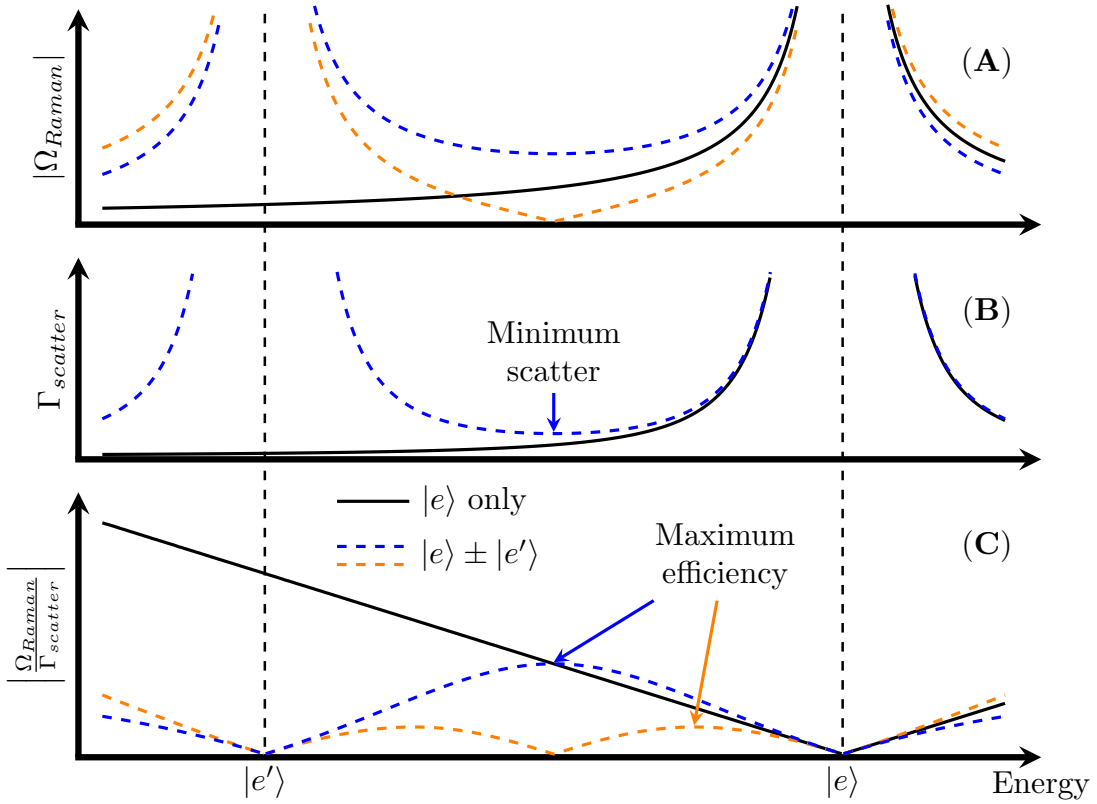 |Ω_Raman|
(A)
Γ_scatter
(B)
Minimum
scatter
|Ω_Raman / Γ_scatter|
(C)
|e⟩ only
|e⟩ ± |e′⟩
Maximum
efficiency
|e′⟩
|e⟩
Energy